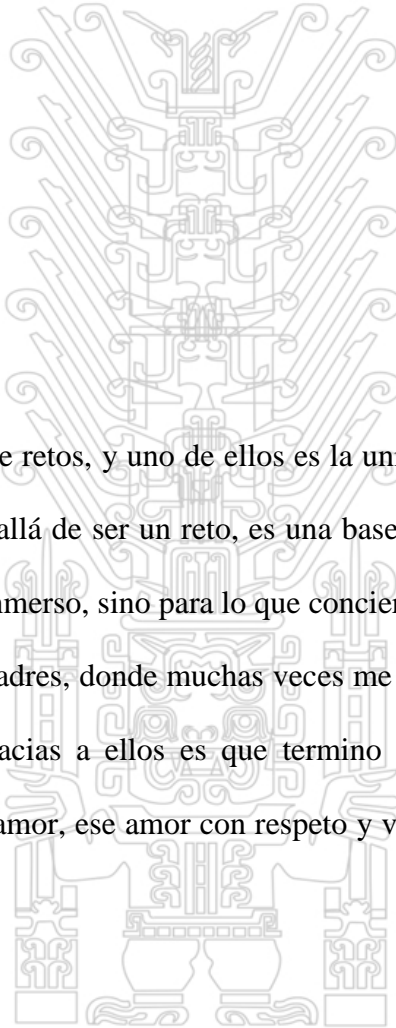 e retos, y uno de ellos es la un
allá de ser un reto, es una base
nmerso, sino para lo que concier
adres, donde muchas veces me
acias a ellos es que termino
amor, ese amor con respeto y v